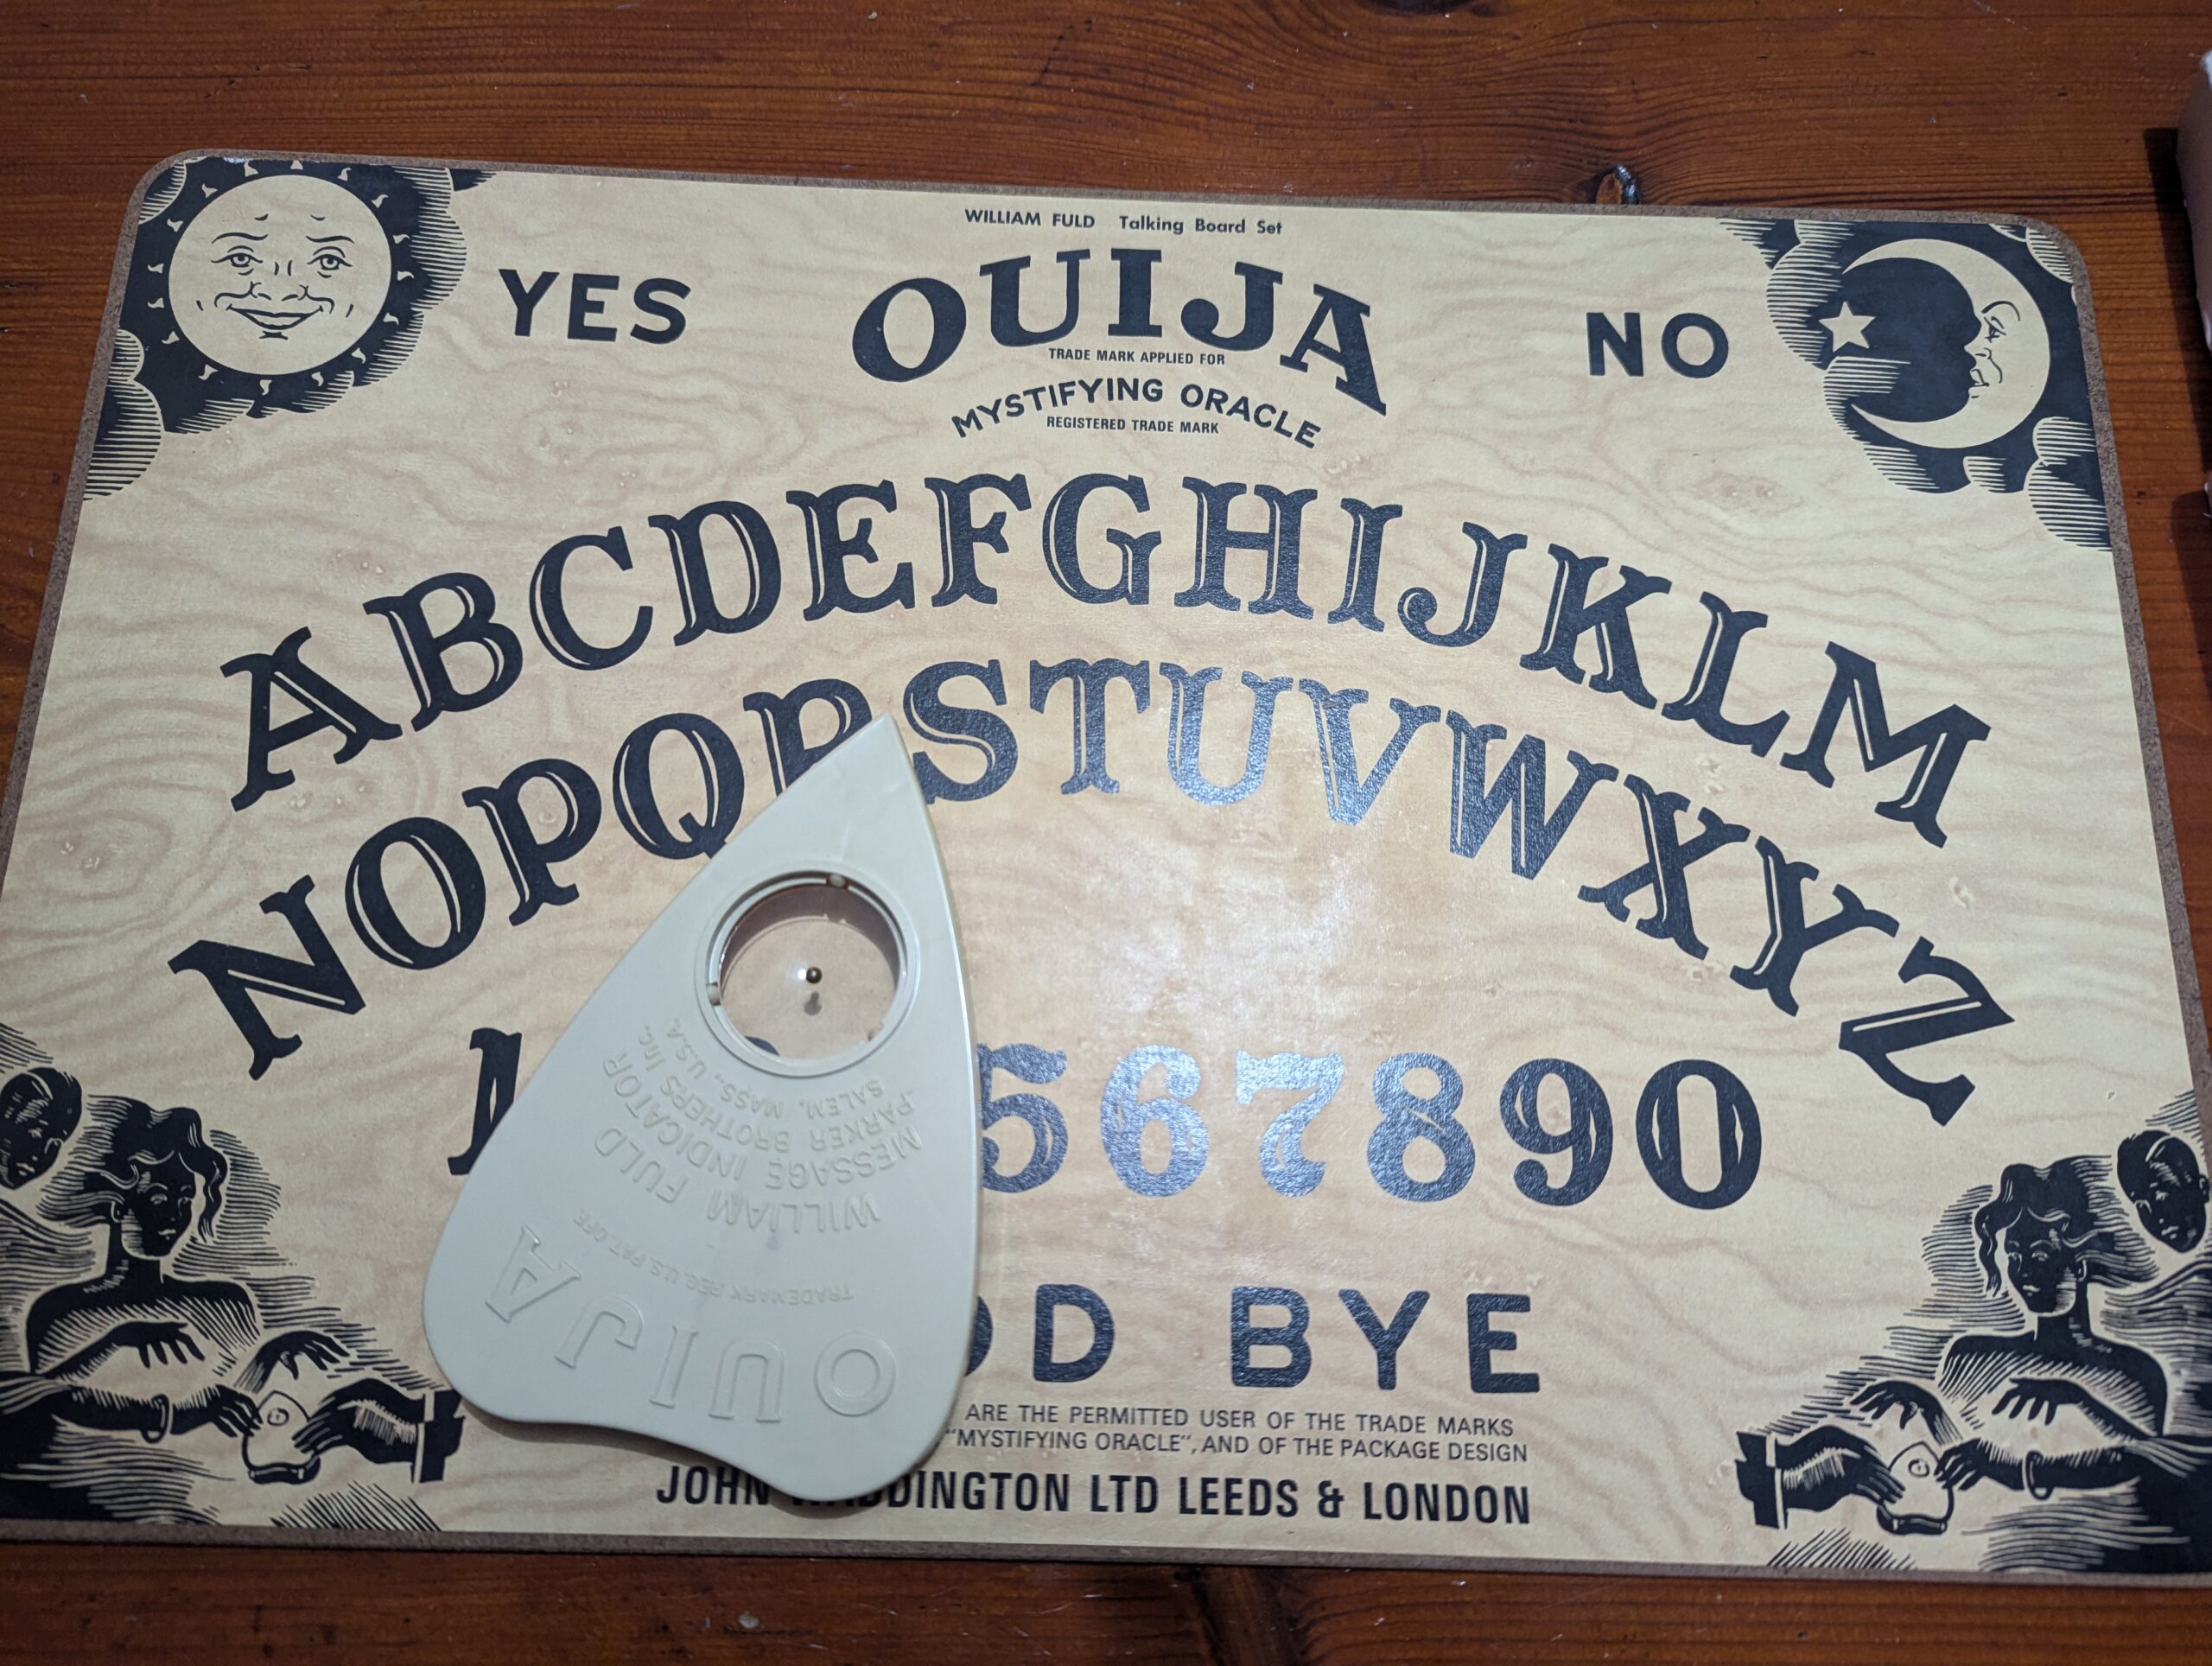 WILLIAM FULD Talking Board Set
YES
OUIJA
NO
TRADE MARK APPLIED FOR
MYSTIFYING ORACLE
REGISTERED TRADE MARK
ABCDEFGHIJKLM
NOPQRSTUVWXYZ
1 567890
D BYE
ARE THE PERMITTED USER OF THE TRADE MARKS
"MYSTIFYING ORACLE", AND OF THE PACKAGE DESIGN
JOHN WADDINGTON LTD LEEDS & LONDON
OUIJA
TRADEMARK REG. U.S. PAT. OFF.
WILLIAM FULD
MESSAGE INDICATOR
PARKER BROTHERS Inc.
SALEM, MASS., U.S.A.